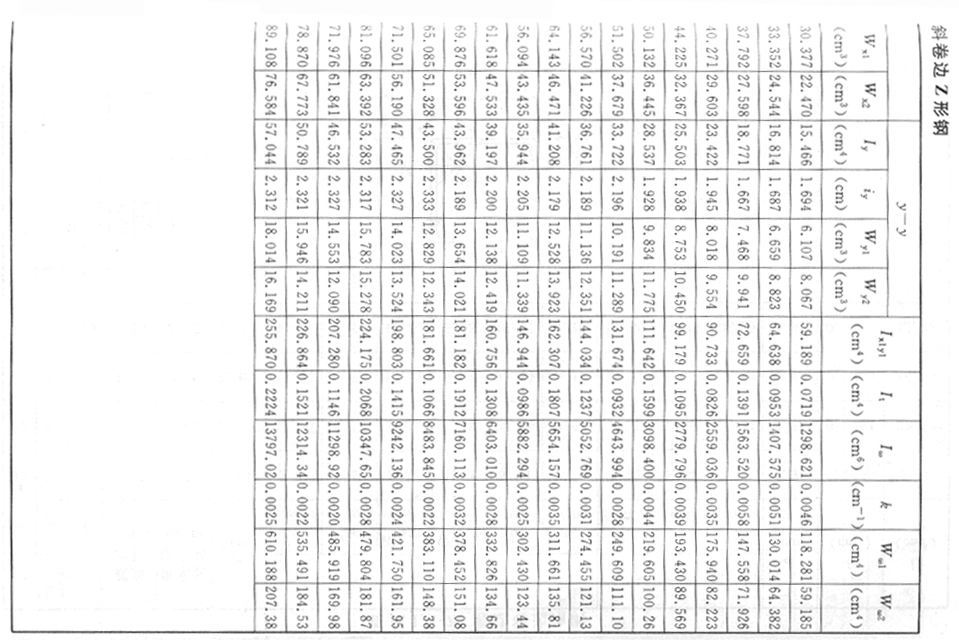 斜卷边 Z 形钢
y—y
Wx1 Wx2 Iy iy Wy1 Wy2 Ix1y1 It Iω k Wω1 Wω2
(cm³) (cm³) (cm⁴) (cm) (cm³) (cm³) (cm⁴) (cm⁴) (cm⁶) (cm⁻¹) (cm⁴) (cm⁴)
30.377 22.470 15.466 1.694 6.107 8.067 59.189 0.0719 1298.621 0.0046 118.281 59.185
33.352 24.544 16.814 1.687 6.659 8.823 64.638 0.0953 1407.575 0.0051 130.014 64.382
37.792 27.598 18.771 1.667 7.468 9.941 72.659 0.1391 1563.520 0.0058 147.558 71.926
40.271 29.603 23.422 1.945 8.018 9.554 90.733 0.0826 2559.036 0.0035 175.940 82.223
44.225 32.367 25.503 1.938 8.753 10.450 99.179 0.1095 2779.796 0.0039 193.430 89.569
50.132 36.445 28.537 1.928 9.834 11.775 111.642 0.1599 3098.400 0.0044 219.605 100.26
51.502 37.679 33.722 2.196 10.191 11.289 131.674 0.0932 4643.994 0.0028 249.609 111.10
56.570 41.226 36.761 2.189 11.136 12.351 144.034 0.1237 5052.769 0.0031 274.455 121.13
64.143 46.471 41.208 2.179 12.528 13.923 162.307 0.1807 5654.157 0.0035 311.661 135.81
56.094 43.435 35.944 2.205 11.109 11.339 146.944 0.0986 5882.294 0.0025 302.430 123.44
61.618 47.533 39.197 2.200 12.138 12.419 160.756 0.1308 6403.010 0.0028 332.826 134.66
69.876 53.596 43.962 2.189 13.654 14.021 181.182 0.1912 7160.113 0.0032 378.452 151.08
65.085 51.328 43.500 2.333 12.829 12.343 181.661 0.1066 8483.845 0.0022 383.110 148.38
71.501 56.190 47.465 2.327 14.023 13.524 198.803 0.1415 9242.136 0.0024 421.750 161.95
81.096 63.392 53.283 2.317 15.783 15.278 224.175 0.2068 10347.65 0.0028 479.804 181.87
71.976 61.841 46.532 2.327 14.553 12.090 207.280 0.1146 11298.92 0.0020 485.919 169.98
78.870 67.773 50.789 2.321 15.946 14.211 226.864 0.1521 12314.34 0.0022 535.491 184.53
89.108 76.584 57.044 2.312 18.014 16.169 255.870 0.2224 13797.02 0.0025 610.188 207.38